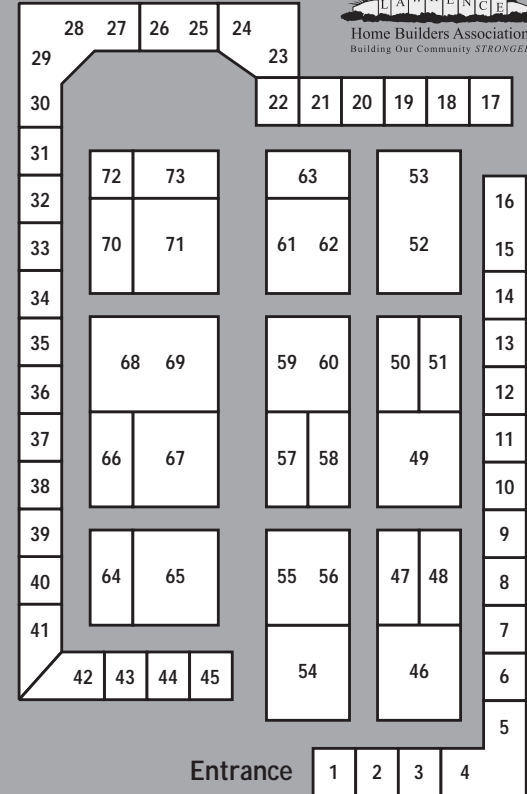 LAWRENCE
Home Builders Association
Building Our Community STRONGER
28 27 26 25 24
29 23
30 22 21 20 19 18 17
31
72 73 63 53
32 16
33 70 71 61 62 52 15
34 14
35 13
68 69 59 60 50 51
36 12
37 11
66 67 57 58 49
38 10
39 9
40 64 65 55 56 47 48 8
41 7
42 43 44 45 54 46 6
5
Entrance 1 2 3 4